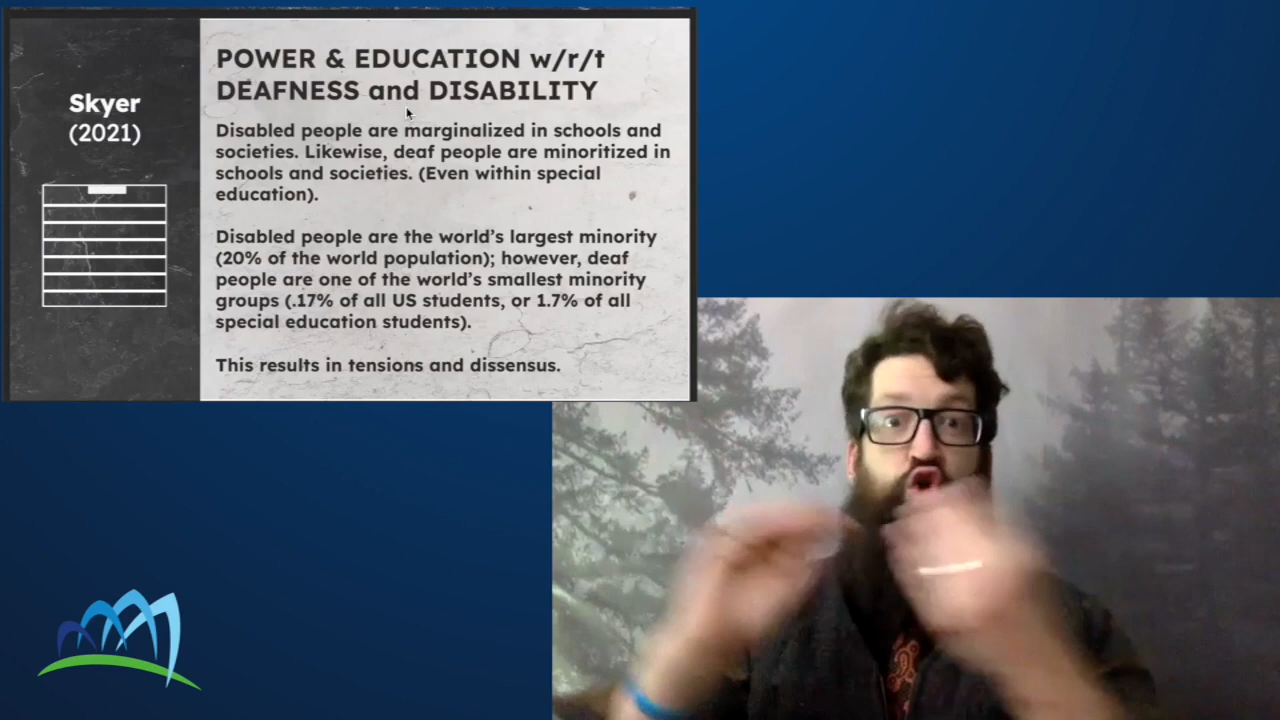 Skyer
(2021)
POWER & EDUCATION w/r/t
DEAFNESS and DISABILITY
Disabled people are marginalized in schools and
societies. Likewise, deaf people are minoritized in
schools and societies. (Even within special
education).
Disabled people are the world's largest minority
(20% of the world population); however, deaf
people are one of the world's smallest minority
groups (.17% of all US students, or 1.7% of all
special education students).
This results in tensions and dissensus.